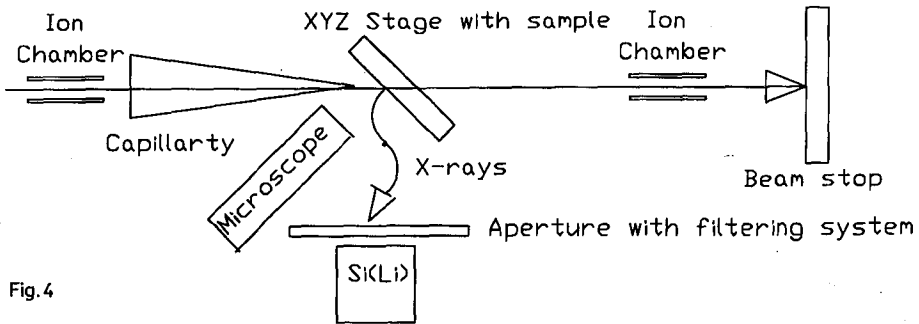 Ion
Chamber
XYZ Stage with sample
Ion
Chamber
Capillarty
Microscope
X-rays
Beam stop
Aperture with filtering system
Si(Li)
Fig.4